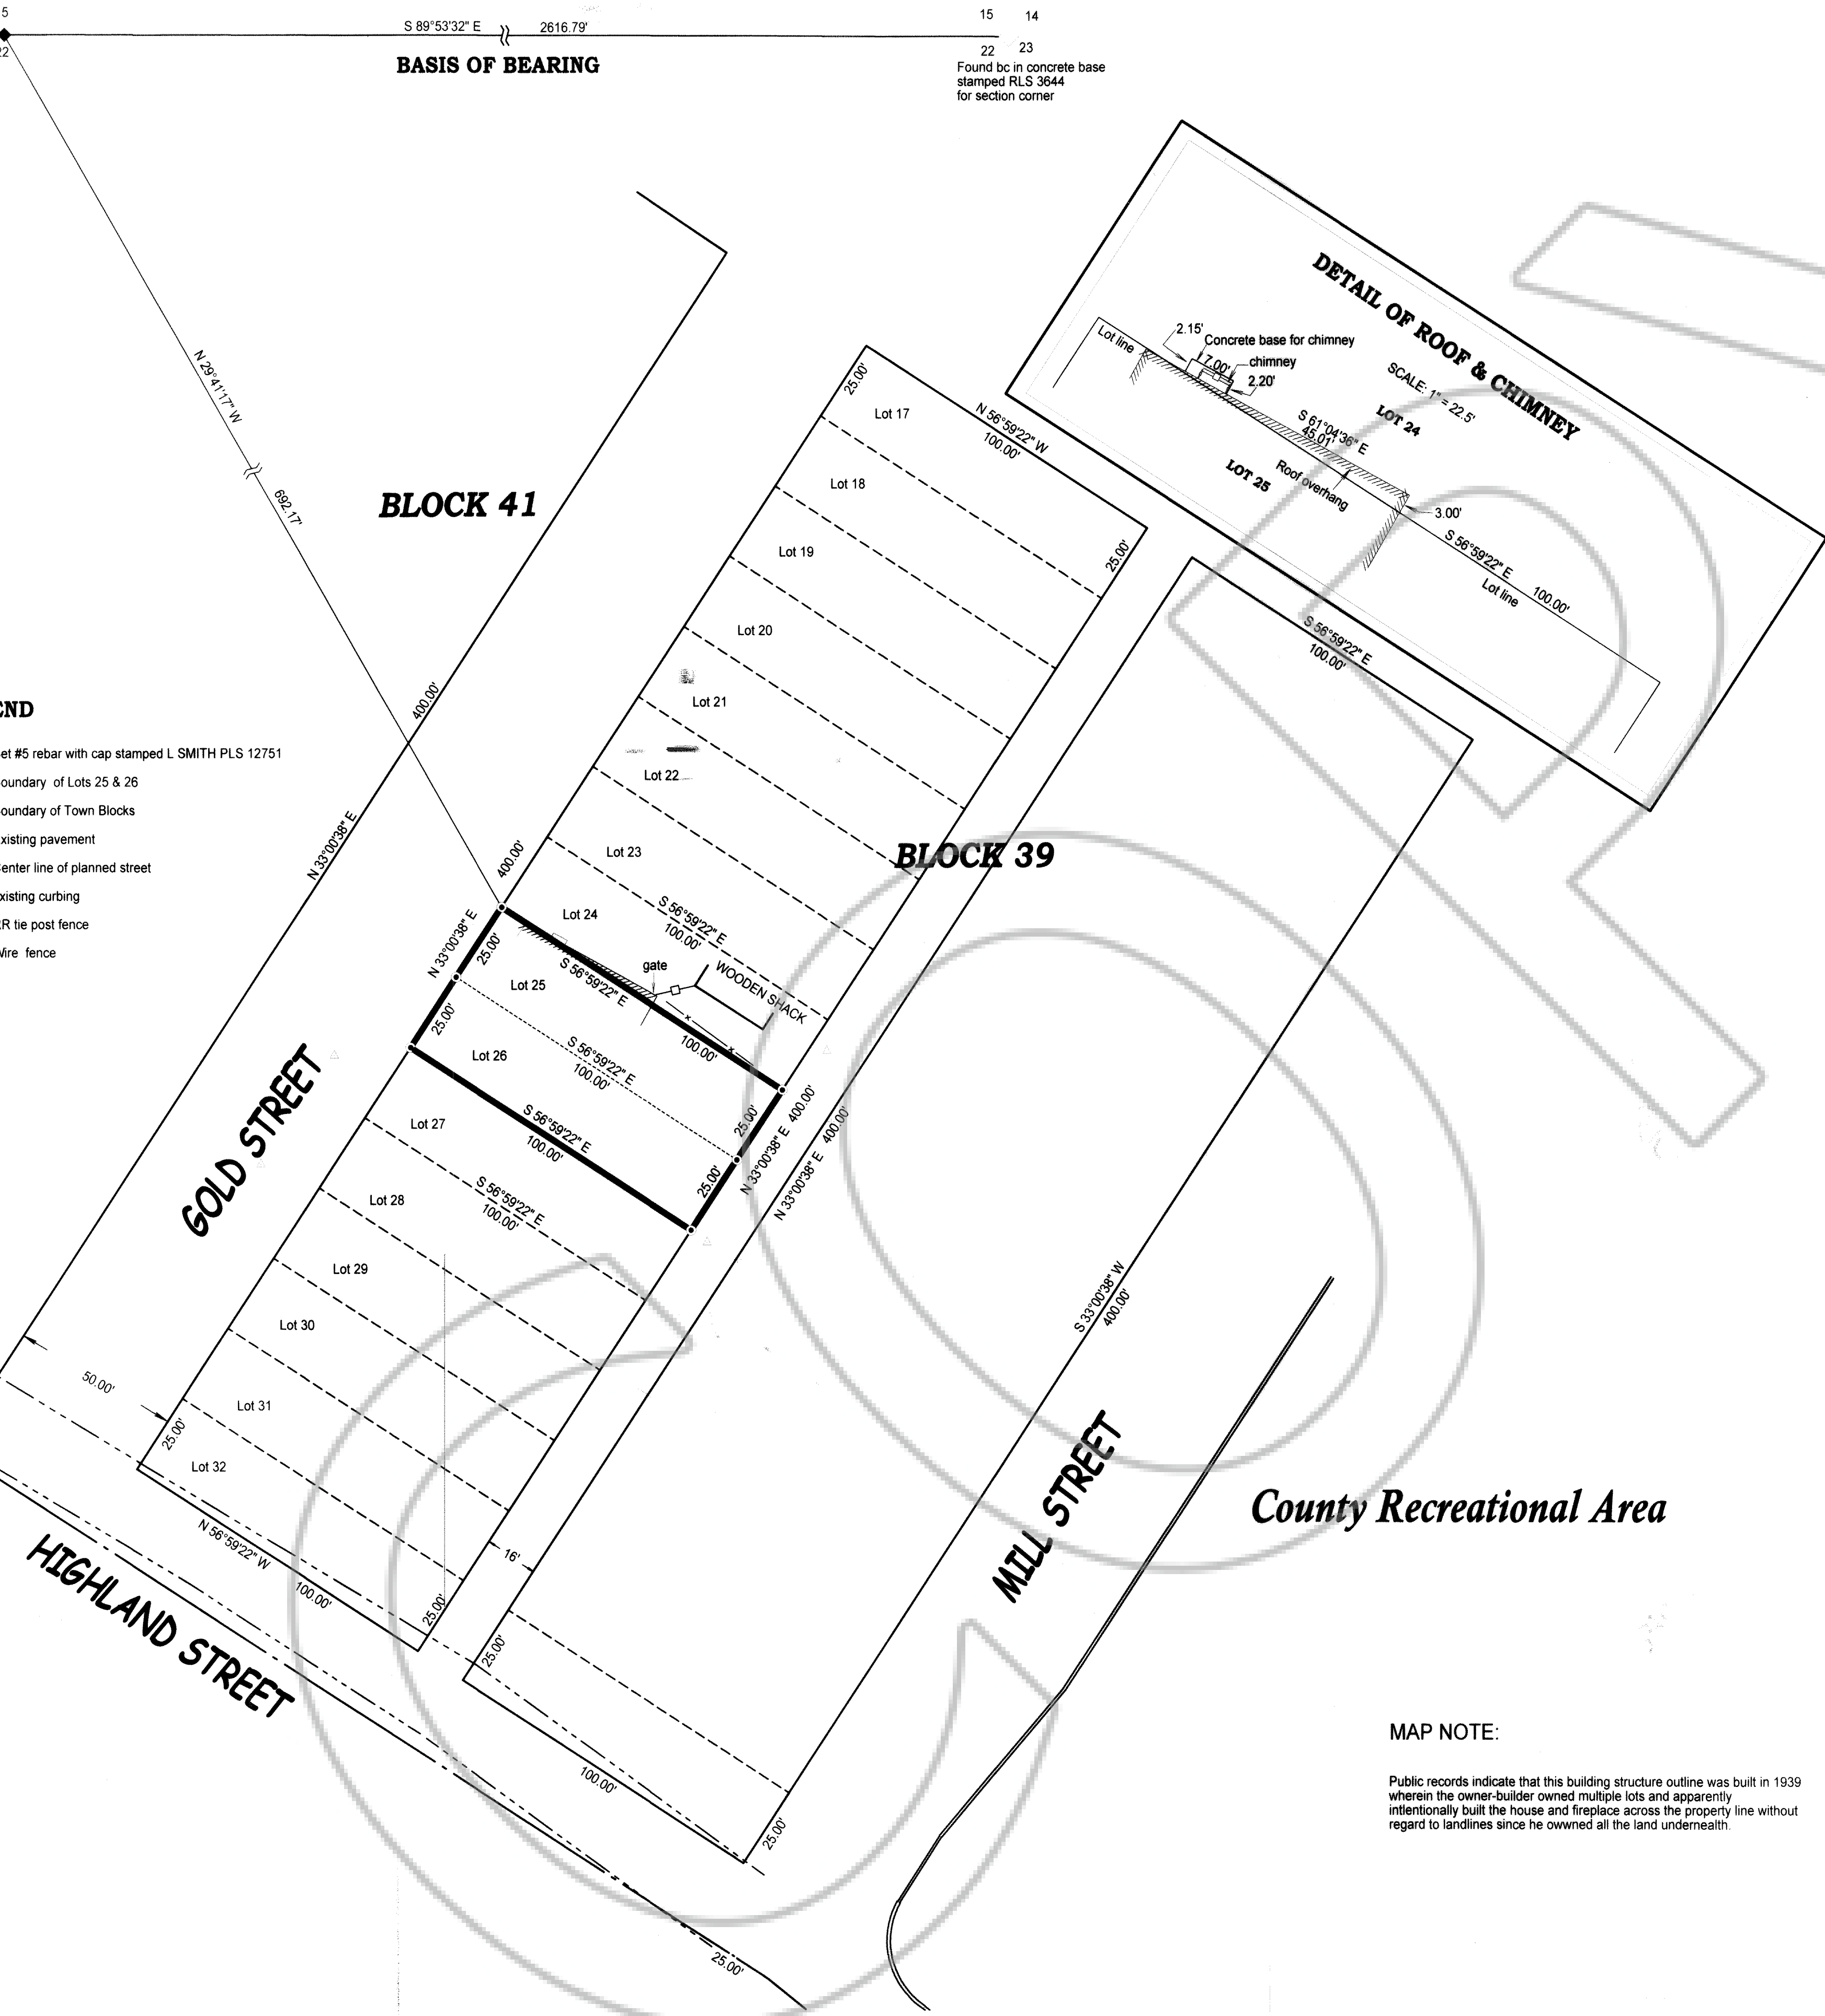 5
22
S 89°53'32" E
2616.79'
BASIS OF BEARING
15 14
22 23
Found bc in concrete base
stamped RLS 3644
for section corner
N 29°41'17" W
692.17'
BLOCK 41
DETAIL OF ROOF & CHIMNEY
SCALE: 1" = 22.5'
Lot line
2.15'
Concrete base for chimney
7.00'
chimney
2.20'
LOT 24
S 61°04'36" E
45.01'
LOT 25
Roof overhang
3.00'
S 56°59'22" E
100.00'
Lot line
25.00'
Lot 17
N 56°59'22" W
100.00'
25.00'
Lot 18
Lot 19
Lot 20
Lot 21
Lot 22
Lot 23
S 56°59'22" E
100.00'
400.00'
N 33°00'38" E
END
et #5 rebar with cap stamped L SMITH PLS 12751
oundary of Lots 25 & 26
oundary of Town Blocks
xisting pavement
enter line of planned street
xisting curbing
R tie post fence
Wire fence
BLOCK 39
400.00'
Lot 24
S 56°59'22" E
100.00'
N 33°00'38" E
25.00'
gate
WOODEN SHACK
Lot 25
S 56°59'22" E
100.00'
25.00'
Lot 26
S 56°59'22" E
100.00'
25.00'
N 33°00'38" E 400.00'
S 56°59'22" E
100.00'
25.00'
N 33°00'38" E 400.00'
Lot 27
S 56°59'22" E
100.00'
GOLD STREET
Lot 28
Lot 29
Lot 30
Lot 31
Lot 32
50.00'
25.00'
N 56°59'22" W
100.00'
25.00'
16'
25.00'
S 33°00'38" W
400.00'
MILL STREET
County Recreational Area
HIGHLAND STREET
100.00'
25.00'
25.00'
MAP NOTE:
Public records indicate that this building structure outline was built in 1939
wherein the owner-builder owned multiple lots and apparently
intlentionally built the house and fireplace across the property line without
regard to landlines since he owwned all the land undernealth.